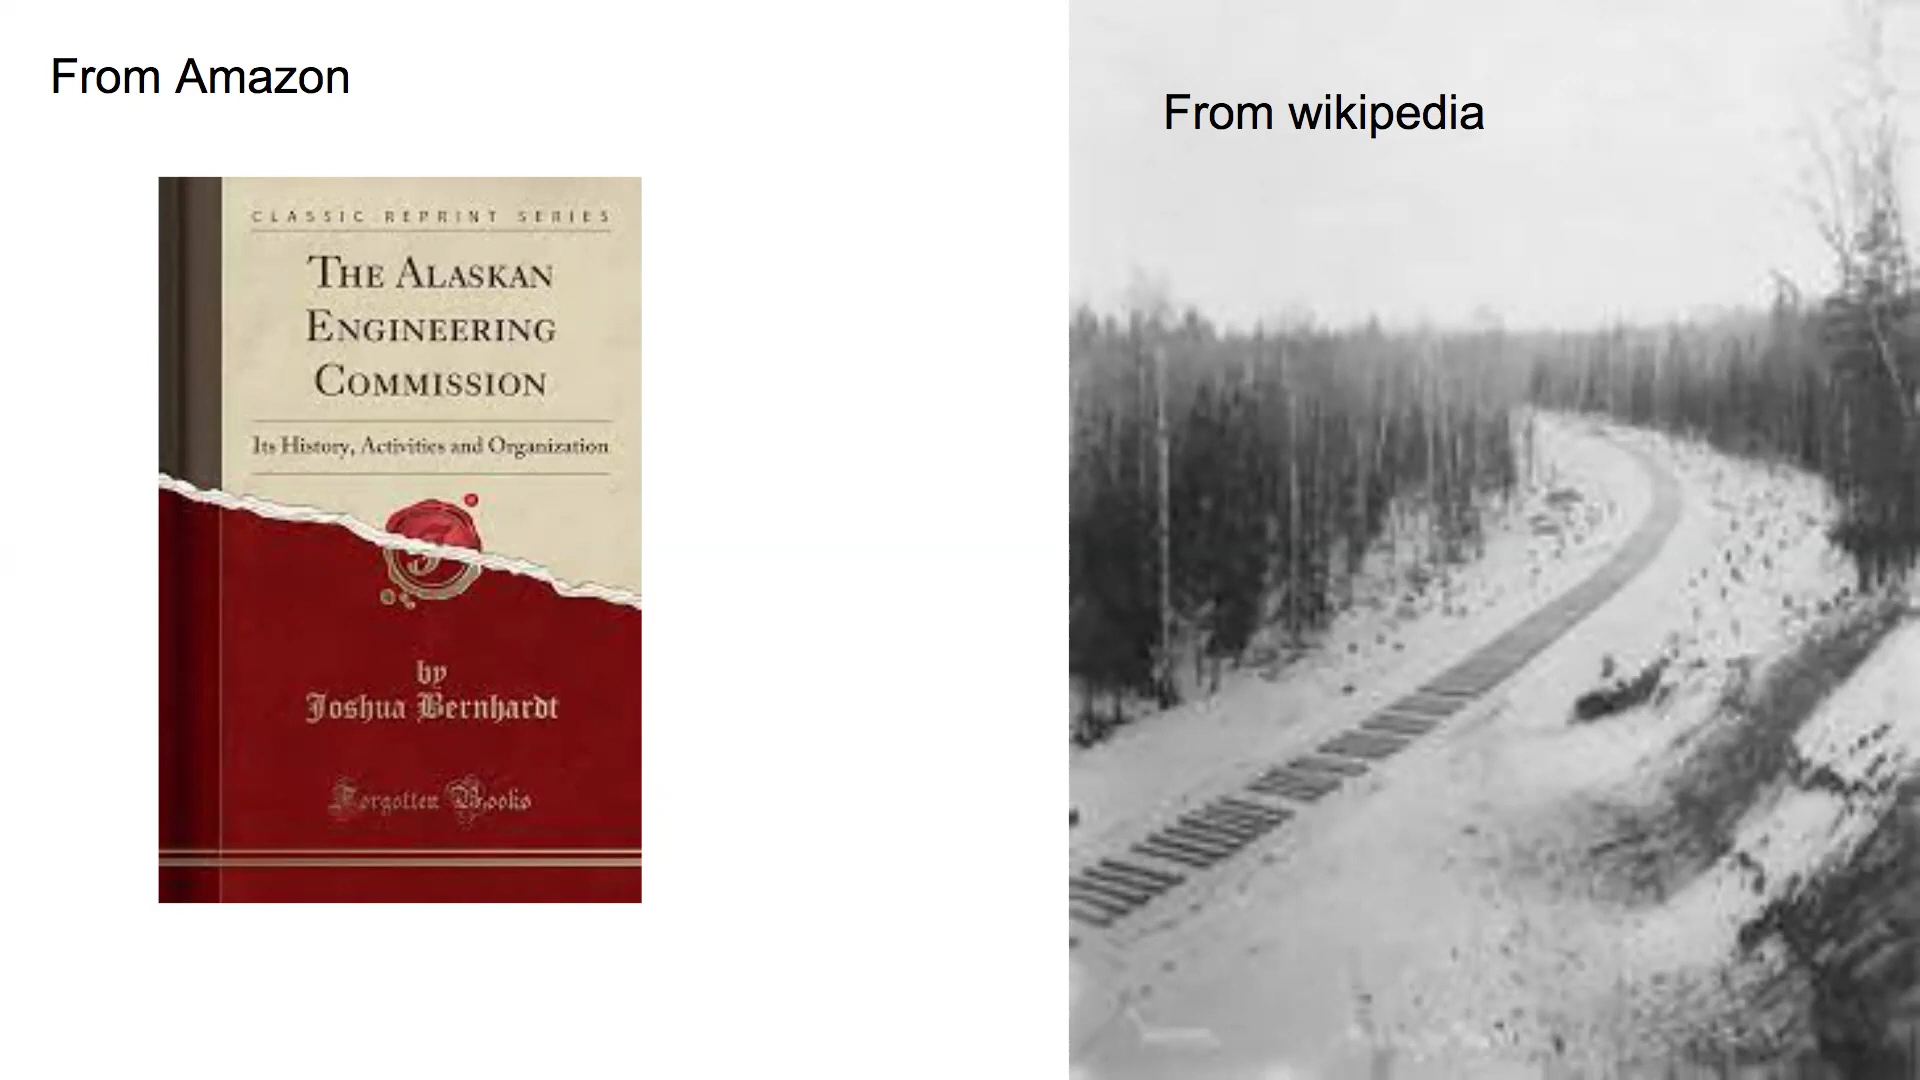 From Amazon
From wikipedia
CLASSIC REPRINT SERIES
THE ALASKAN
ENGINEERING
COMMISSION
Its History, Activities and Organization
by
Joshua Bernhardt
Forgotten Books